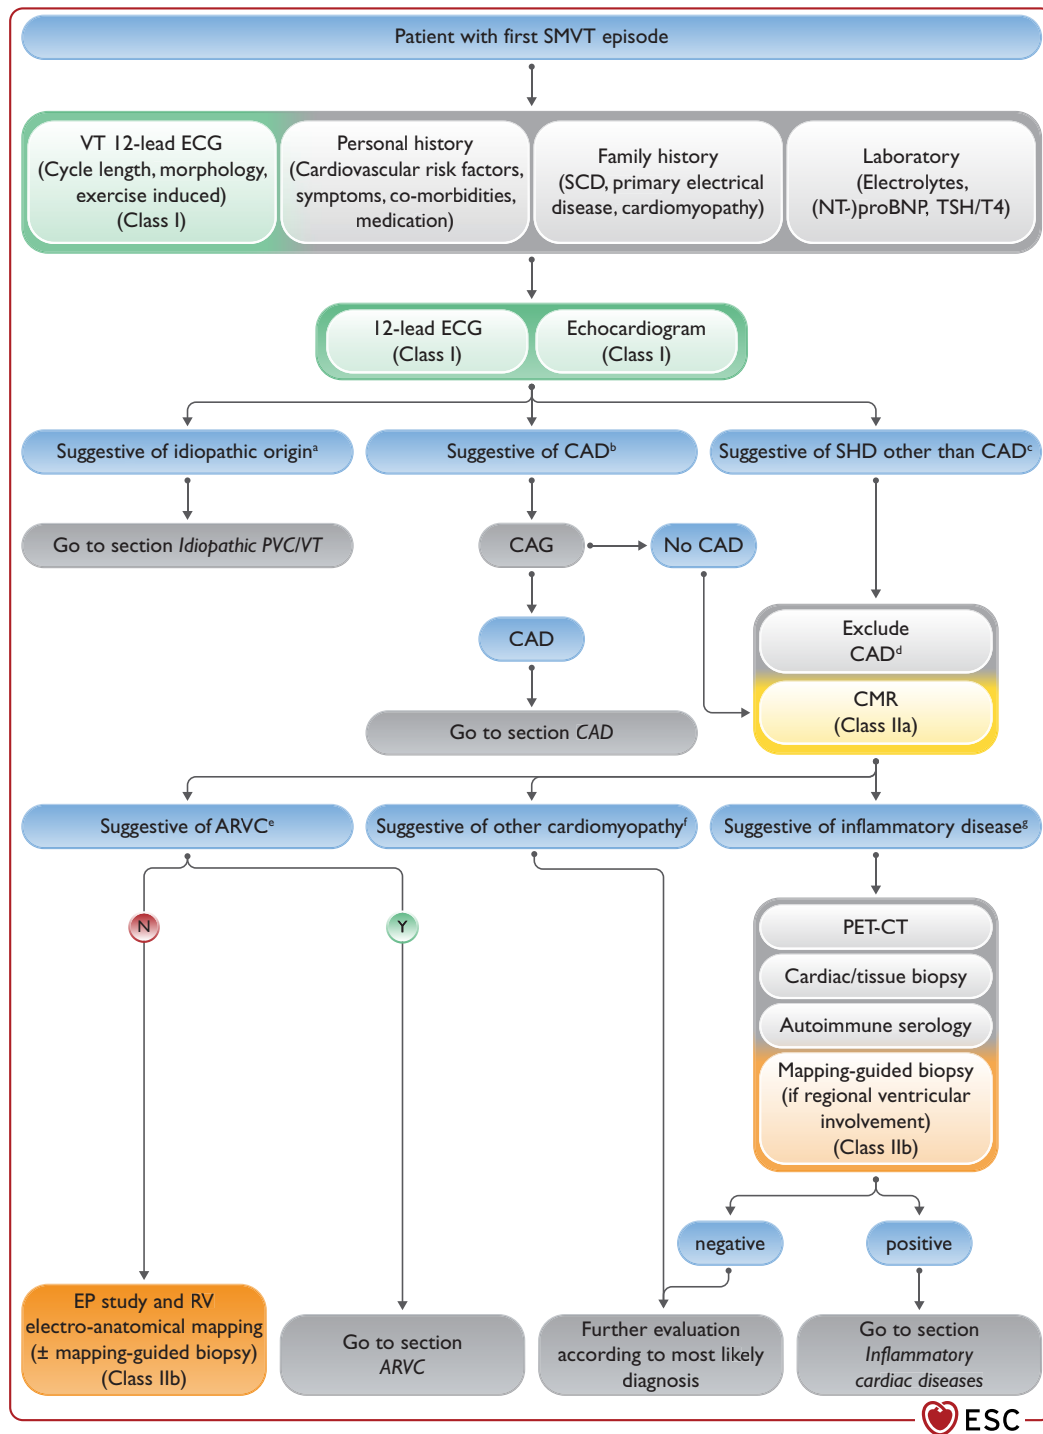 Patient with first SMVT episode
VT 12-lead ECG
(Cycle length, morphology,
exercise induced)
(Class I)
Personal history
(Cardiovascular risk factors,
symptoms, co-morbidities,
medication)
Family history
(SCD, primary electrical
disease, cardiomyopathy)
Laboratory
(Electrolytes,
(NT-)proBNP, TSH/T4)
12-lead ECG
(Class I)
Echocardiogram
(Class I)
Suggestive of idiopathic originᵃ
Suggestive of CADᵇ
Suggestive of SHD other than CADᶜ
Go to section Idiopathic PVC/VT
CAG
No CAD
CAD
Exclude
CADᵈ
CMR
(Class IIa)
Go to section CAD
Suggestive of ARVCᵉ
Suggestive of other cardiomyopathyᶠ
Suggestive of inflammatory diseaseᵍ
N
Y
PET-CT
Cardiac/tissue biopsy
Autoimmune serology
Mapping-guided biopsy
(if regional ventricular
involvement)
(Class IIb)
negative
positive
EP study and RV
electro-anatomical mapping
(± mapping-guided biopsy)
(Class IIb)
Go to section
ARVC
Further evaluation
according to most likely
diagnosis
Go to section
Inflammatory
cardiac diseases
ESC